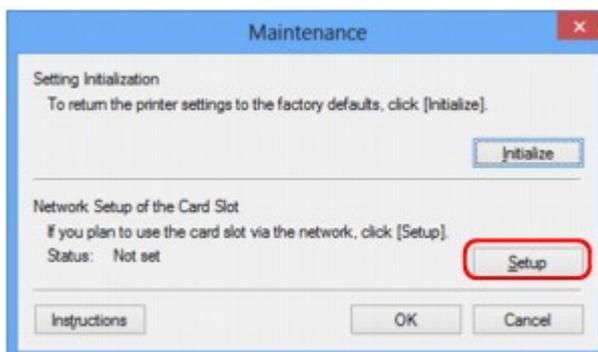 Maintenance
Setting Initialization
To return the printer settings to the factory defaults, click [Initialize].
Initialize
Network Setup of the Card Slot
If you plan to use the card slot via the network, click [Setup].
Status: Not set
Setup
Instructions OK Cancel